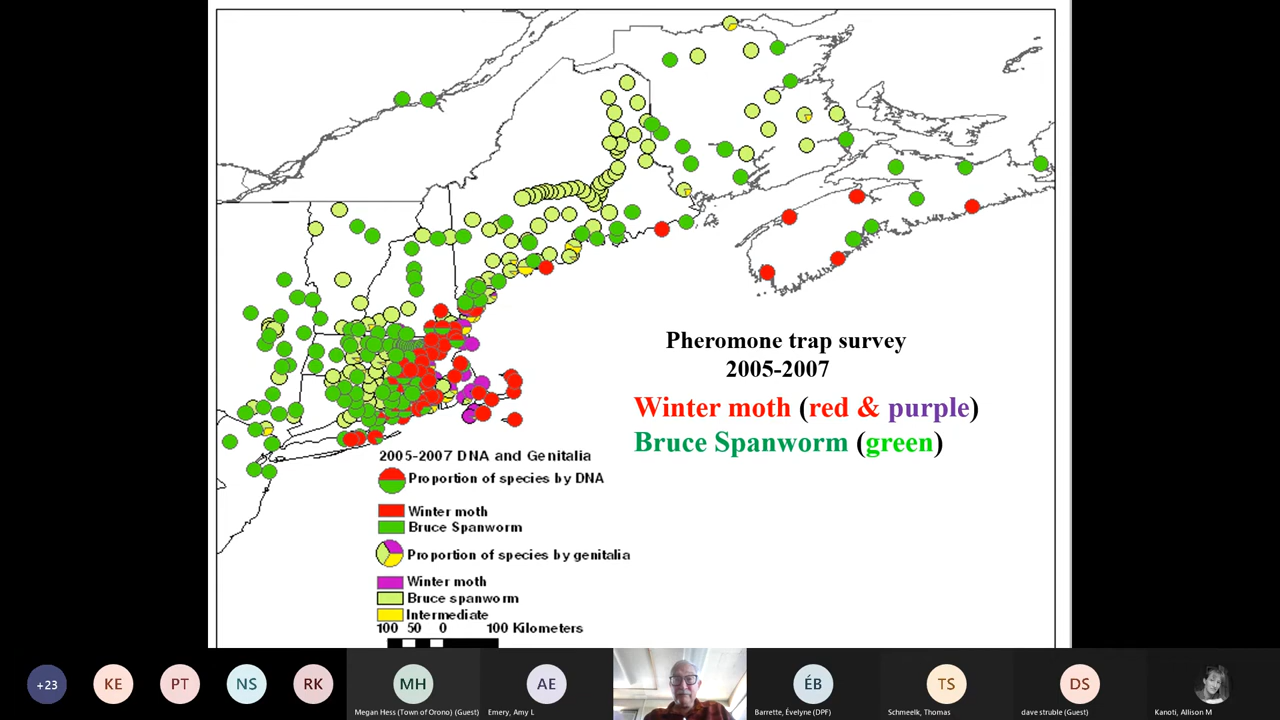 Pheromone trap survey
2005-2007
Winter moth (red & purple)
Bruce Spanworm (green)
2005-2007 DNA and Genitalia
Proportion of species by DNA
Winter moth
Bruce Spanworm
Proportion of species by genitalia
Winter moth
Bruce spanworm
Intermediate
100 50 0 100 Kilometers
+23
KE
PT
NS
RK
MH
AE
ÉB
TS
DS
Megan Hess (Town of Orono) (Guest)
Emery, Amy L
Barrette, Évelyne (DPF)
Schmeelk, Thomas
dave struble (Guest)
Kanoti, Allison M